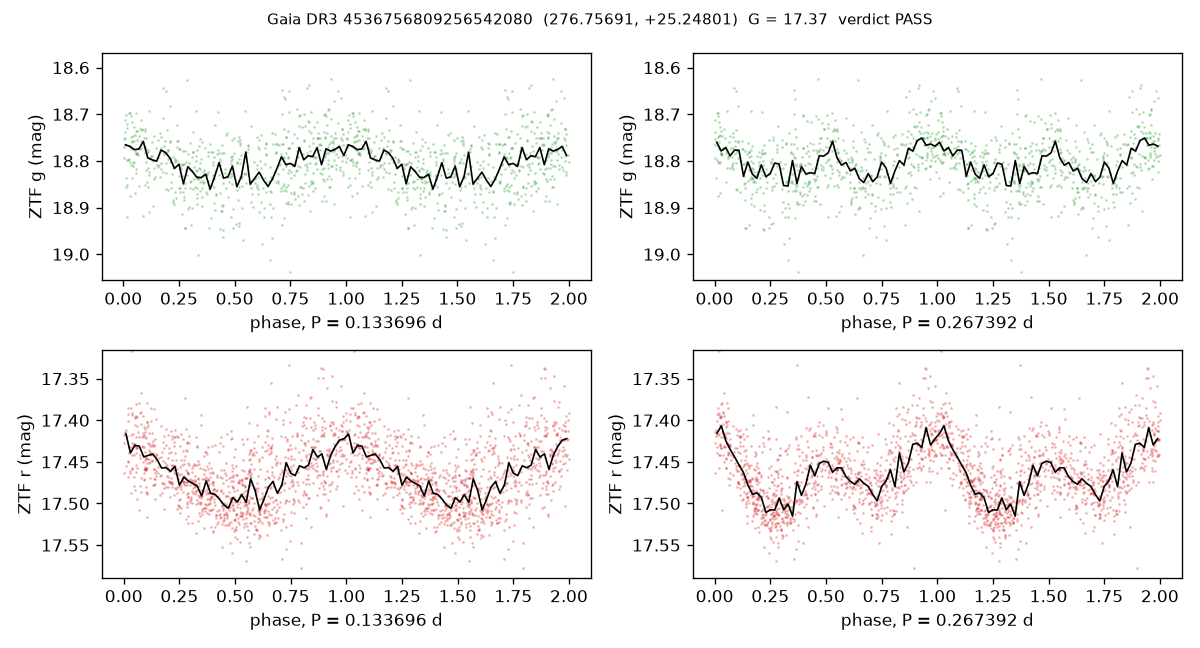 Gaia DR3 4536756809256542080 (276.75691, +25.24801) G = 17.37 verdict PASS
ZTF g (mag)
18.6
18.7
18.8
18.9
19.0
0.00 0.25 0.50 0.75 1.00 1.25 1.50 1.75 2.00
phase, P = 0.133696 d
ZTF g (mag)
18.6
18.7
18.8
18.9
19.0
0.00 0.25 0.50 0.75 1.00 1.25 1.50 1.75 2.00
phase, P = 0.267392 d
ZTF r (mag)
17.35
17.40
17.45
17.50
17.55
0.00 0.25 0.50 0.75 1.00 1.25 1.50 1.75 2.00
phase, P = 0.133696 d
ZTF r (mag)
17.35
17.40
17.45
17.50
17.55
0.00 0.25 0.50 0.75 1.00 1.25 1.50 1.75 2.00
phase, P = 0.267392 d